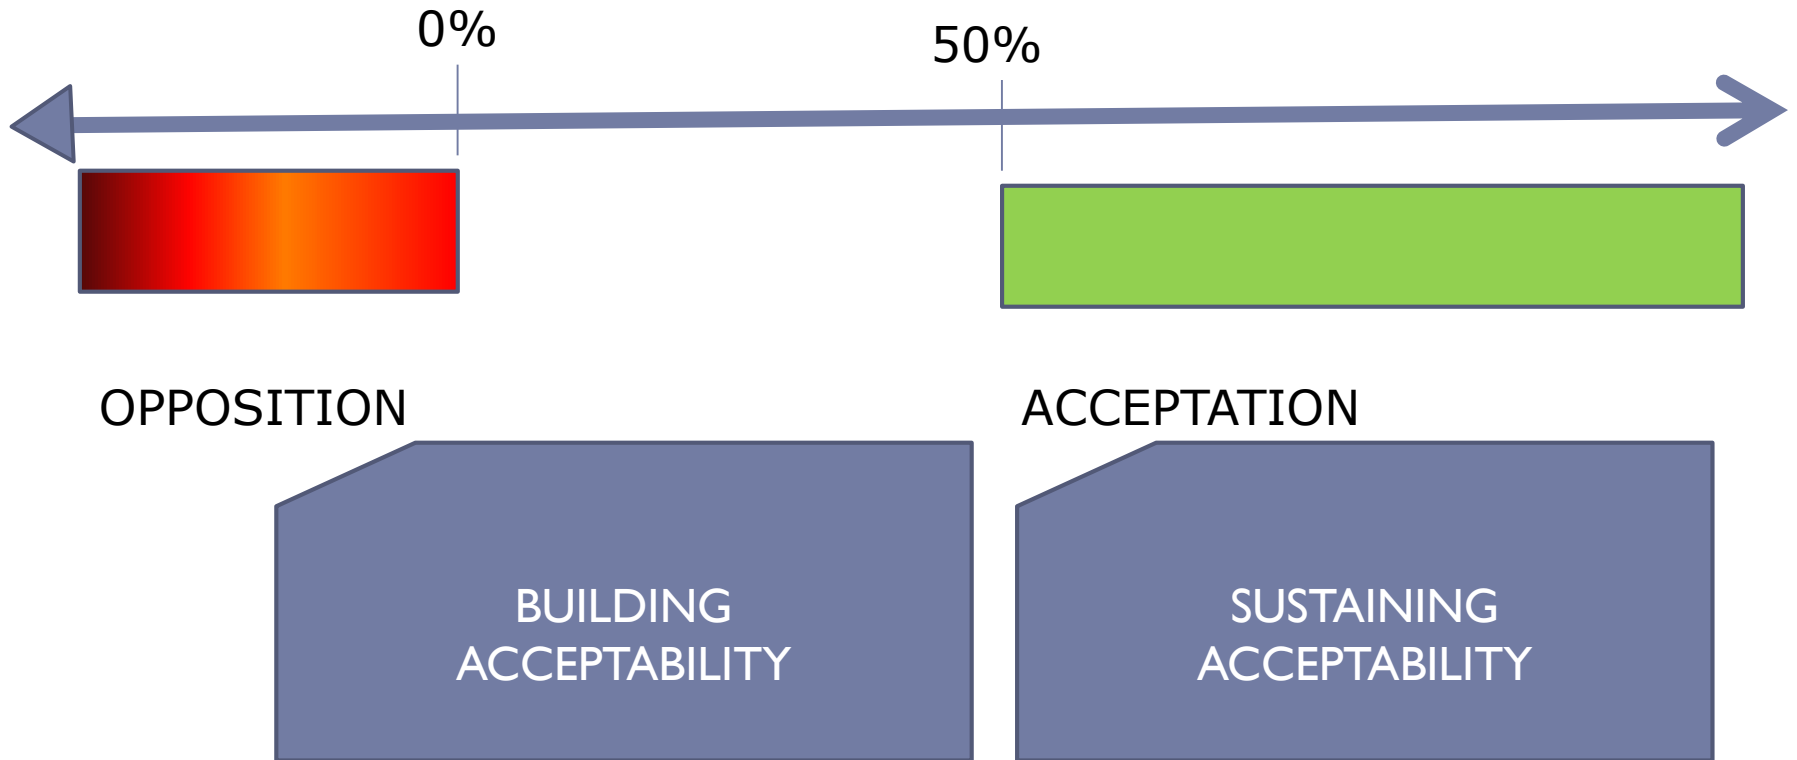 0%
50%
OPPOSITION
ACCEPTATION
BUILDING
ACCEPTABILITY
SUSTAINING
ACCEPTABILITY